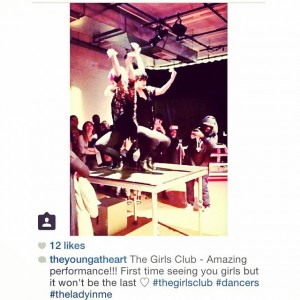 12 likes
theyoungatheart The Girls Club - Amazing
performance!!! First time seeing you girls but
it won't be the last ♡ #thegirlsclub #dancers
#theladyinme